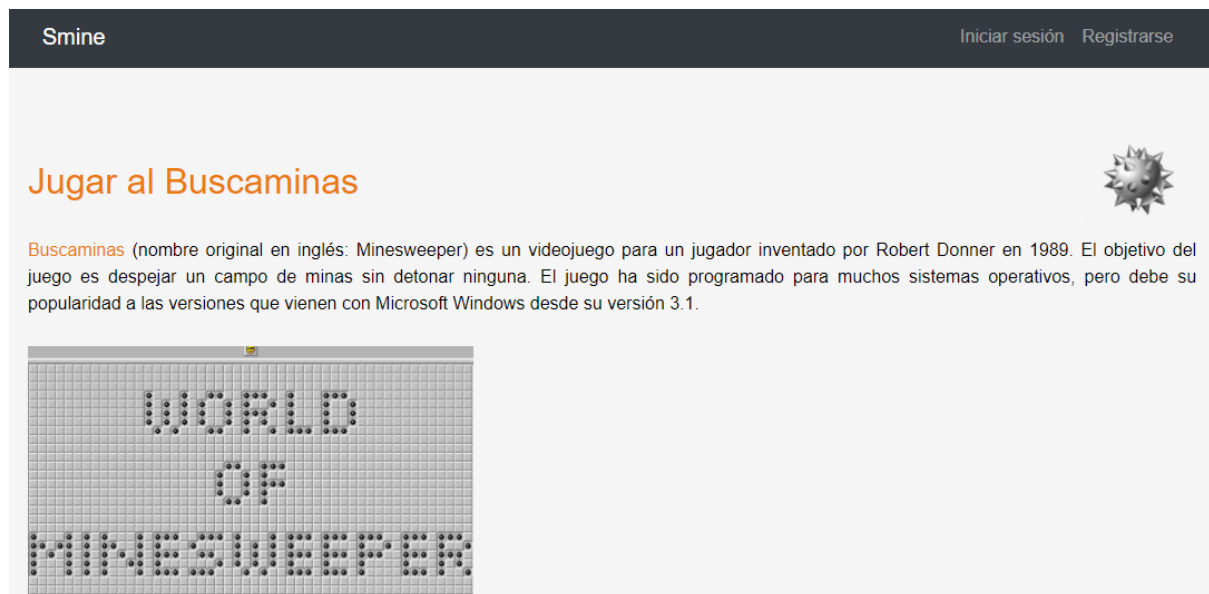 Smine
Iniciar sesión Registrarse
Jugar al Buscaminas
Buscaminas (nombre original en inglés: Minesweeper) es un videojuego para un jugador inventado por Robert Donner en 1989. El objetivo del
juego es despejar un campo de minas sin detonar ninguna. El juego ha sido programado para muchos sistemas operativos, pero debe su
popularidad a las versiones que vienen con Microsoft Windows desde su versión 3.1.
WORLD
OF
MINESWEEPER